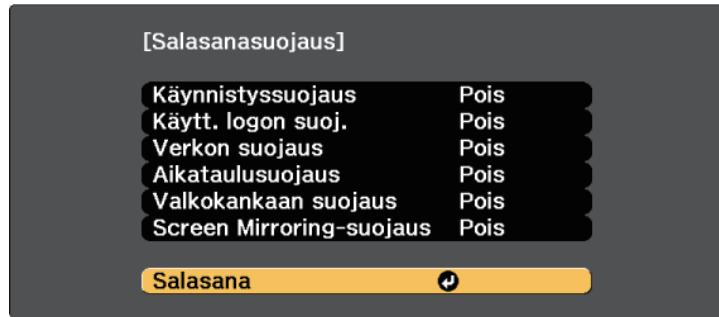 [Salasanasuojaus]
Käynnistyssuojaus Pois
Käytt. logon suoj. Pois
Verkon suojaus Pois
Aikataulusuojaus Pois
Valkokankaan suojaus Pois
Screen Mirroring-suojaus Pois
Salasana